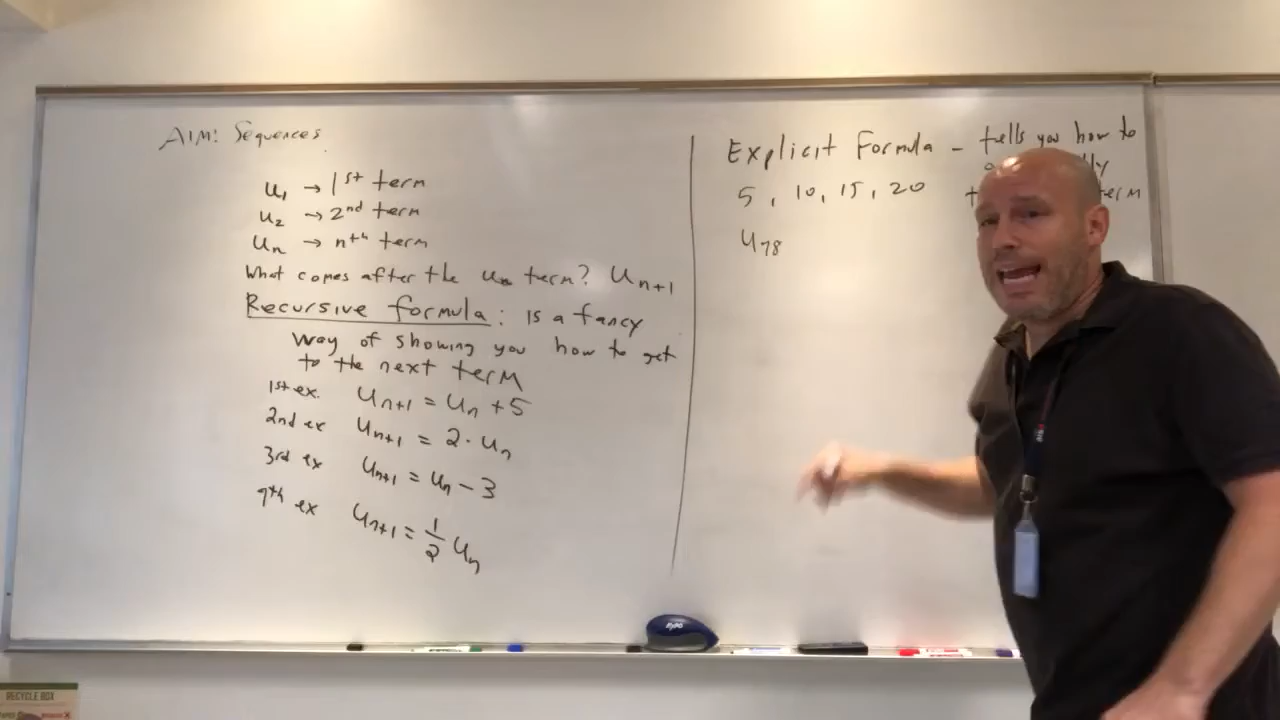 AIM: Sequences
u₁ → 1st term
u₂ → 2nd term
uₙ → nth term
What comes after the uₙ term? uₙ₊₁
Recursive formula: is a fancy
way of showing you how to get
to the next term
1st ex. uₙ₊₁ = uₙ + 5
2nd ex uₙ₊₁ = 2 · uₙ
3rd ex uₙ₊₁ = uₙ - 3
4th ex uₙ₊₁ = 1/2 uₙ
Explicit Formula - tells you how to
5, 10, 15, 20
u₇₈
EXPO
RECYCLE BOX